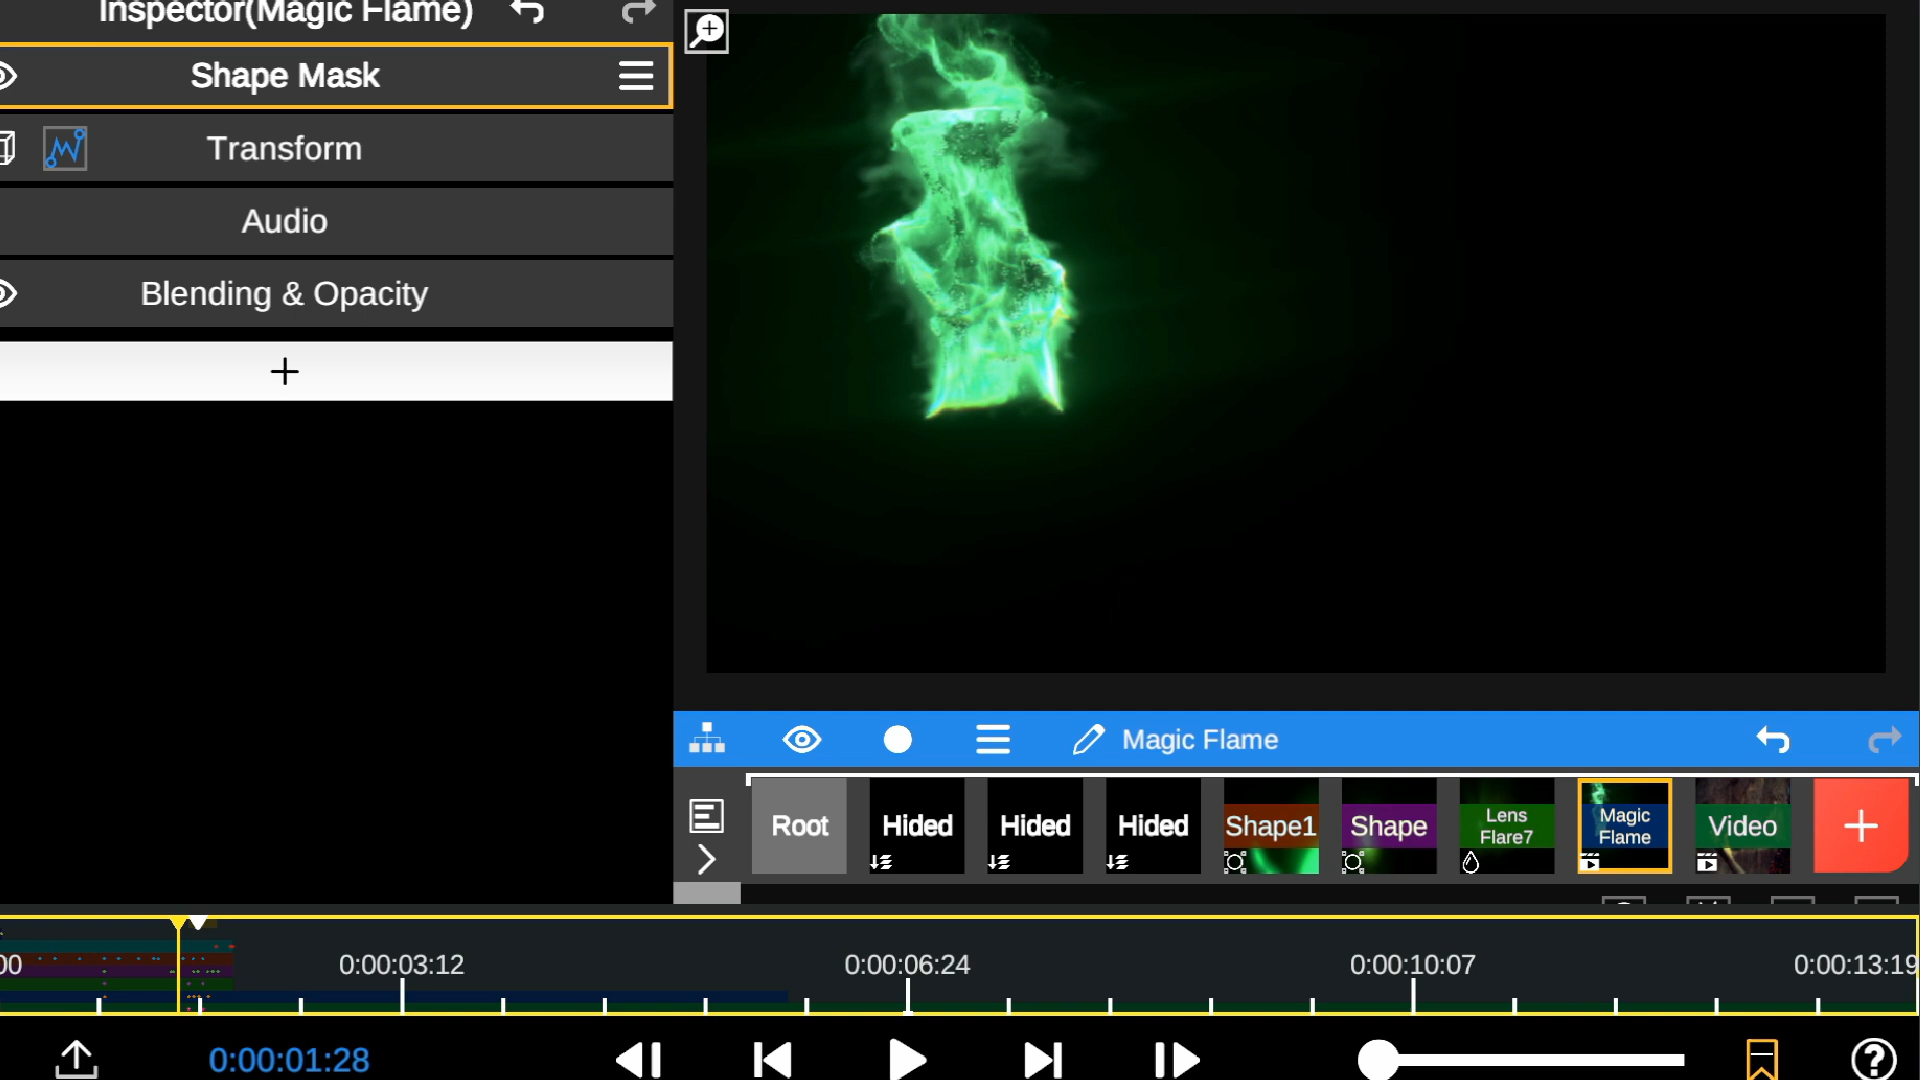 Inspector(Magic Flame)
Shape Mask
Transform
Audio
Blending & Opacity
+
Magic Flame
Root
Hided
Hided
Hided
Shape1
Shape
Lens
Flare7
Magic
Flame
Video
+
00
0:00:03:12
0:00:06:24
0:00:10:07
0:00:13:19
0:00:01:28
?